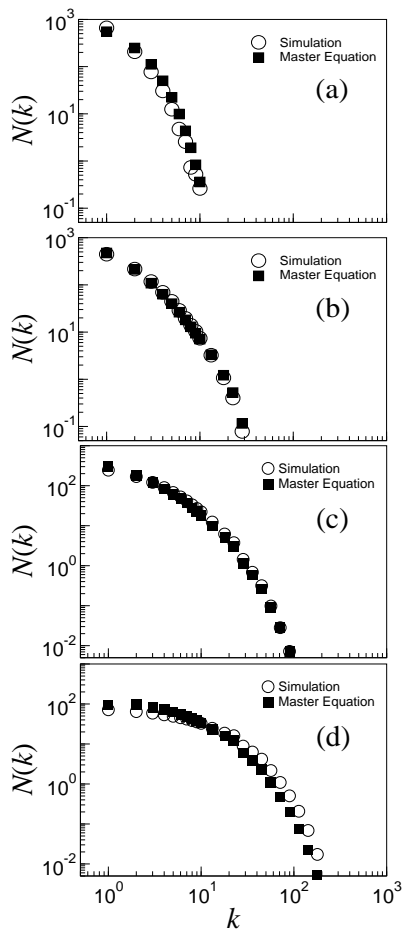 10^3
Simulation
Master Equation
10^1
(a)
N(k)
10^-1
10^3
Simulation
Master Equation
10^1
(b)
N(k)
10^-1
Simulation
Master Equation
10^2
(c)
N(k)
10^0
10^-2
Simulation
Master Equation
10^2
(d)
N(k)
10^0
10^-2
10^0 10^1 10^2 10^3
k